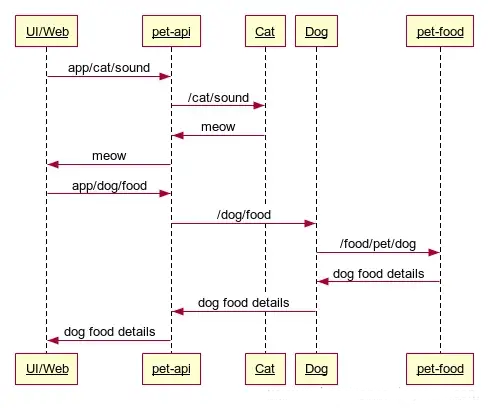 UI/Web pet-api Cat Dog pet-food
app/cat/sound
/cat/sound
meow
meow
app/dog/food
/dog/food
/food/pet/dog
dog food details
dog food details
dog food details
UI/Web pet-api Cat Dog pet-food